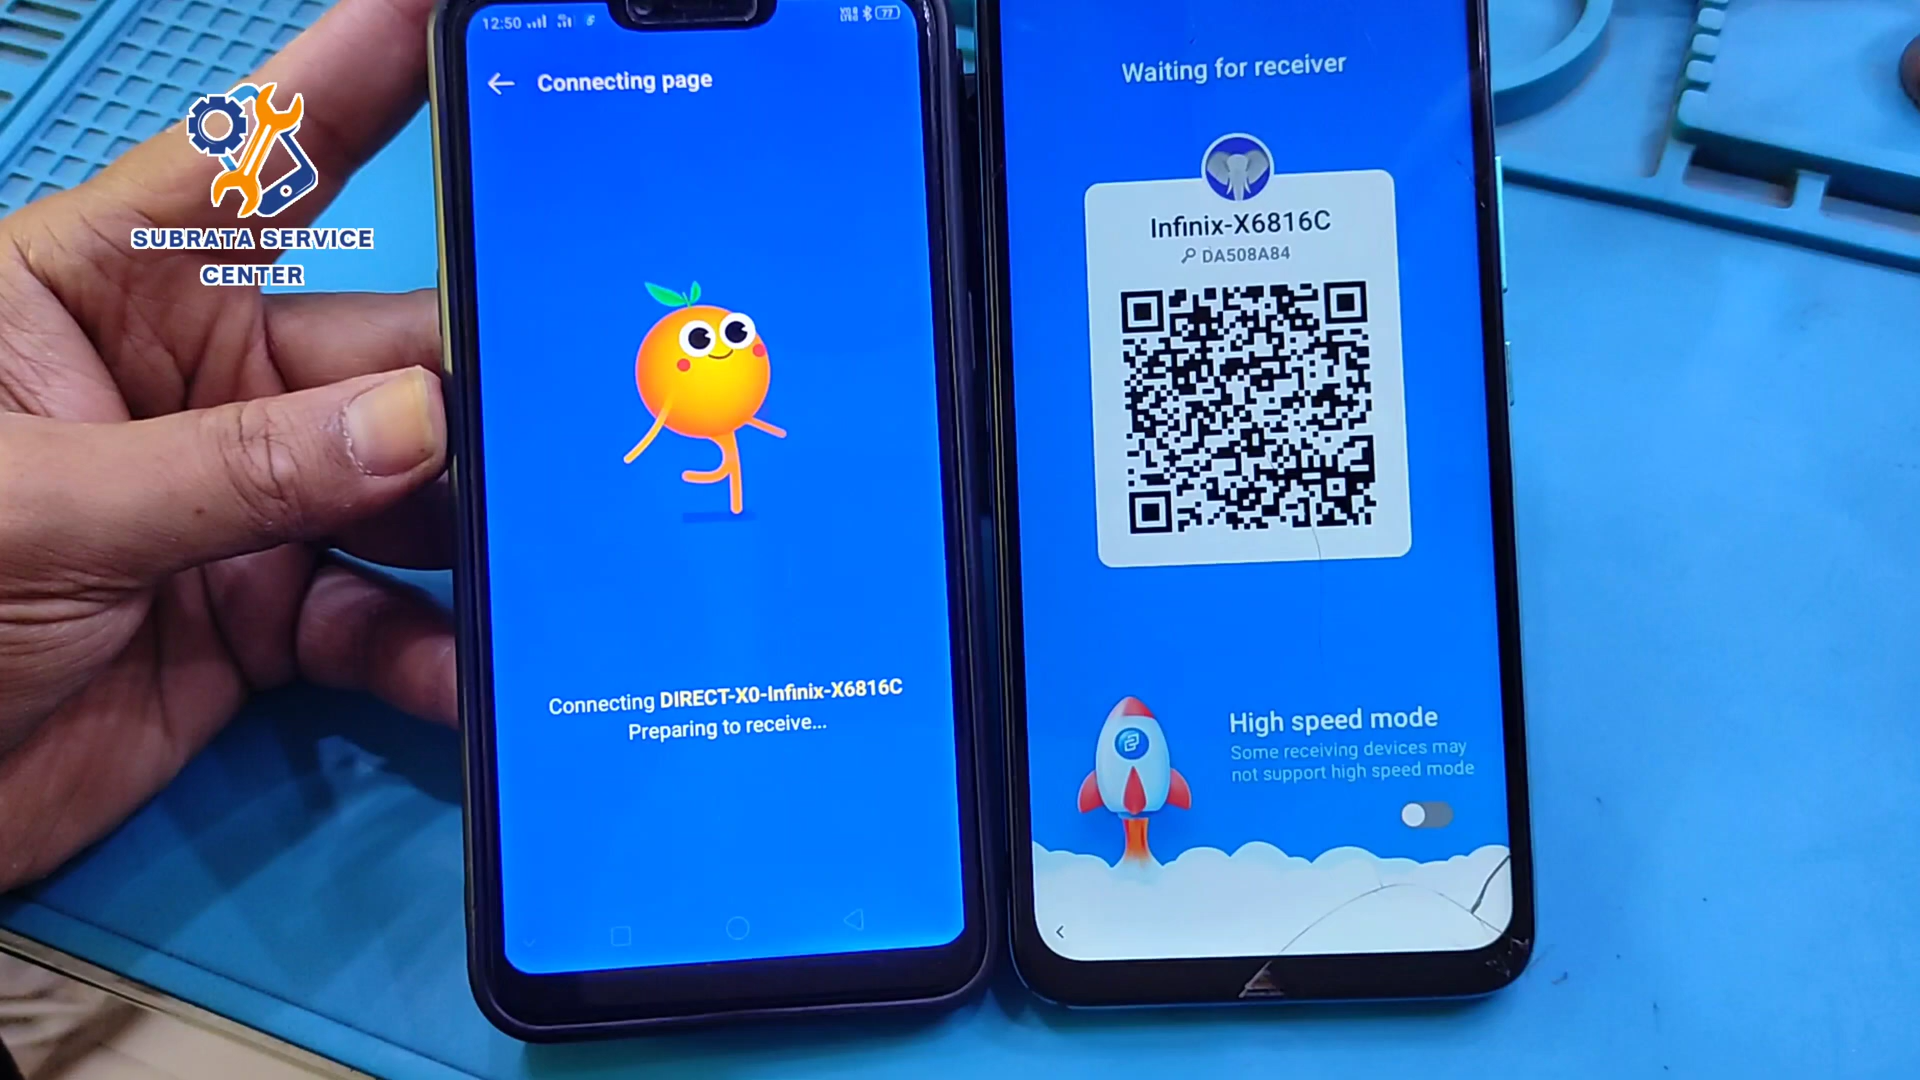 12:50
77
Connecting page
SUBRATA SERVICE
CENTER
Connecting DIRECT-X0-Infinix-X6816C
Preparing to receive...
Waiting for receiver
Infinix-X6816C
DA508A84
High speed mode
Some receiving devices may
not support high speed mode